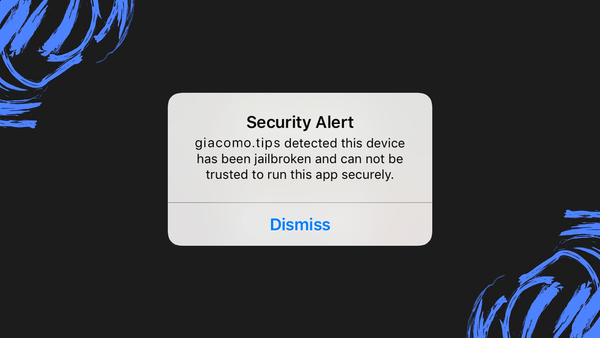 Security Alert
giacomo.tips detected this device
has been jailbroken and can not be
trusted to run this app securely.
Dismiss